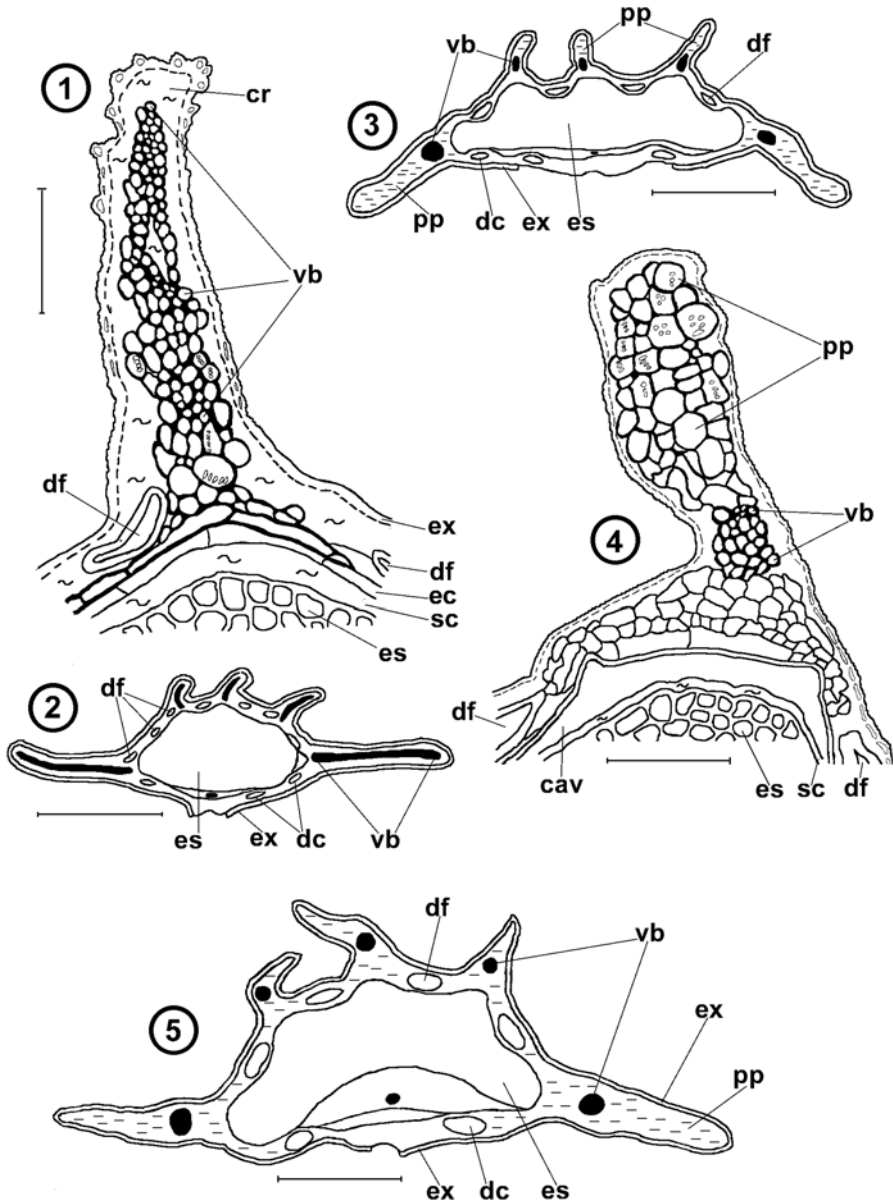 1
cr
vb
df
ex
df
ec
sc
es
3
vb
pp
df
pp
dc
ex
es
4
pp
vb
df
cav
es
sc
df
2
df
es
ex
dc
vb
5
df
vb
ex
pp
ex
dc
es